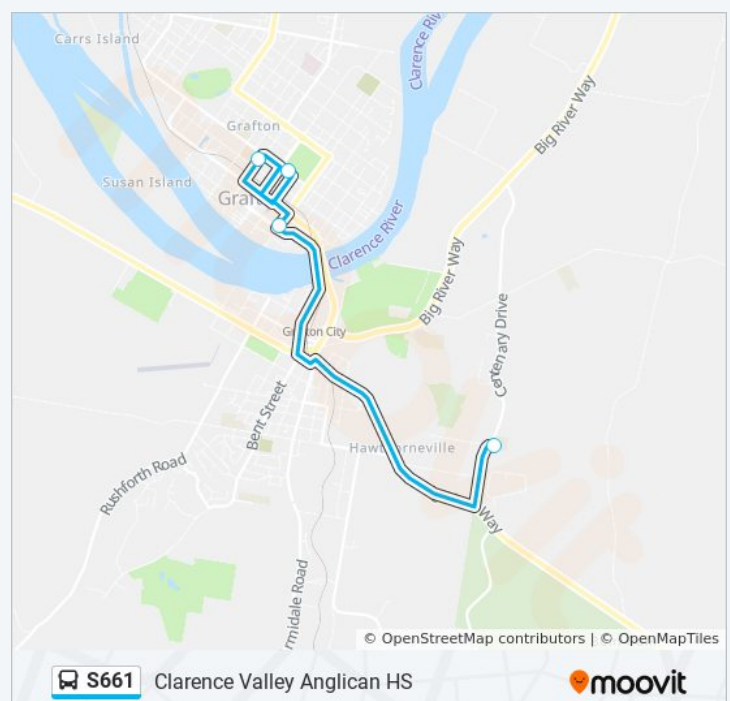 Carrs Island
Clarence River
Grafton
Big River Way
Susan Island
Graft
Clarence River
Big River Way
Grafton City
Centenary Drive
Bent Street
Hawthorneville
Rushforth Road
Way
rmidale Road
© OpenStreetMap contributors | © OpenMapTiles
S661 Clarence Valley Anglican HS
moovit